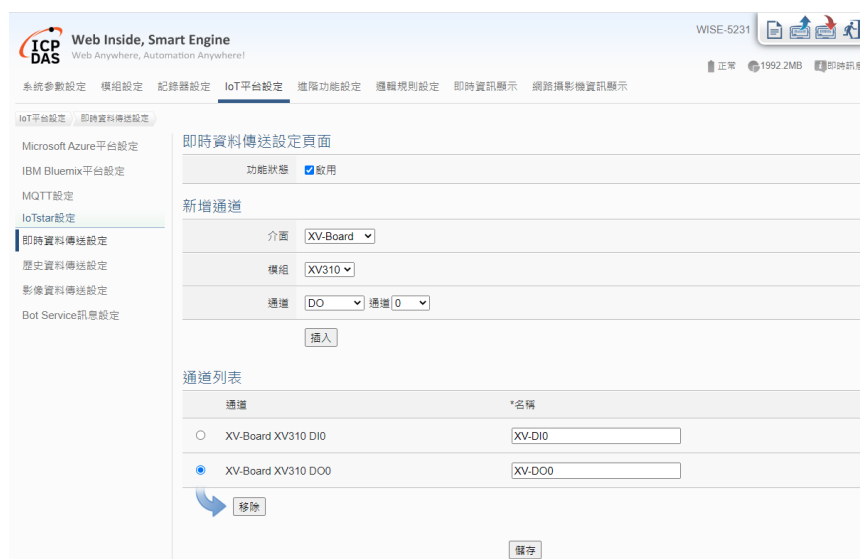 ICP DAS Web Inside, Smart Engine
Web Anywhere, Automation Anywhere!
WISE-5231
正常 1992.2MB 即時訊息
系統參數設定 模組設定 記錄器設定 IoT平台設定 進階功能設定 邏輯規則設定 即時資訊顯示 網路攝影機資訊顯示
IoT平台設定 即時資料傳送設定
Microsoft Azure平台設定
IBM Bluemix平台設定
MQTT設定
IoTstar設定
即時資料傳送設定
歷史資料傳送設定
影像資料傳送設定
Bot Service訊息設定
即時資料傳送設定頁面
功能狀態 啟用
新增通道
介面 XV-Board
模組 XV310
通道 DO 通道 0
插入
通道列表
通道 *名稱
XV-Board XV310 DI0 XV-DI0
XV-Board XV310 DO0 XV-DO0
移除
儲存